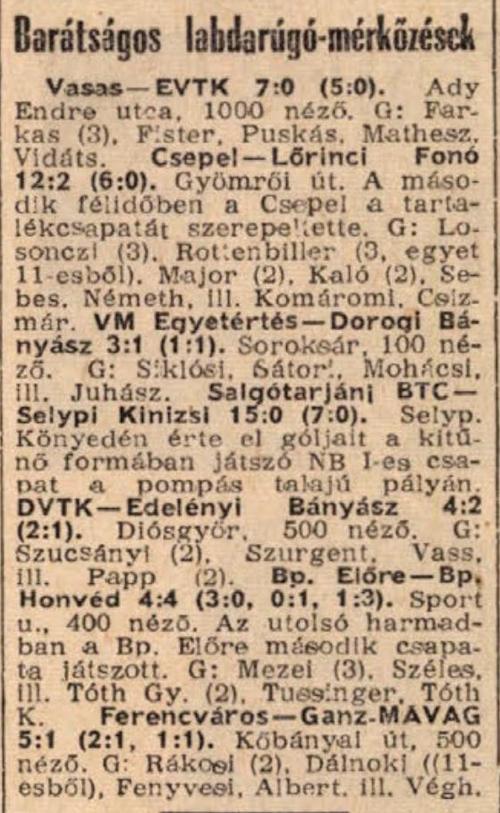 Barátságos labdarúgó-mérkőzések
Vasas—EVTK 7:0 (5:0). Ady
Endre utca, 1000 néző. G: Far-
kas (3), Fister, Puskás, Mathesz,
Vidáts. Csepel—Lőrinci Fonó
12:2 (6:0). Gyömrői út. A máso-
dik félidőben a Csepel a tarta-
lékcsapatát szerepeltette. G: Lo-
sonczi (3), Rottenbiller (3, egyet
11-esből), Major (2), Kaló (2), Se-
bes, Németh, ill. Komáromi, Csiz-
már. VM Egyetértés—Dorogi Bá-
nyász 3:1 (1:1). Soroksár, 100 né-
ző. G: Siklósi, Sátori, Mohácsi,
ill. Juhász. Salgótarjáni BTC—
Selypi Kinizsi 15:0 (7:0). Selyp.
Könyedén érte el góljait a kitű-
nő formában játszó NB I-es csa-
pat a pompás talajú pályán.
DVTK—Edelényi Bányász 4:2
(2:1). Diósgyőr, 500 néző. G:
Szucsányi (2), Szurgent, Vass,
ill. Papp (2). Bp. Előre—Bp.
Honvéd 4:4 (3:0, 0:1, 1:3). Sport
u., 400 néző. Az utolsó harmad-
ban a Bp. Előre második csapa-
ta játszott. G: Mezei (3), Széles,
ill. Tóth Gy. (2), Tussinger, Tóth
K. Ferencváros—Ganz-MÁVAG
5:1 (2:1, 1:1). Kőbányai út, 500
néző. G: Rákosi (2), Dálnoki ((11-
esből), Fenyvesi, Albert, ill. Végh.